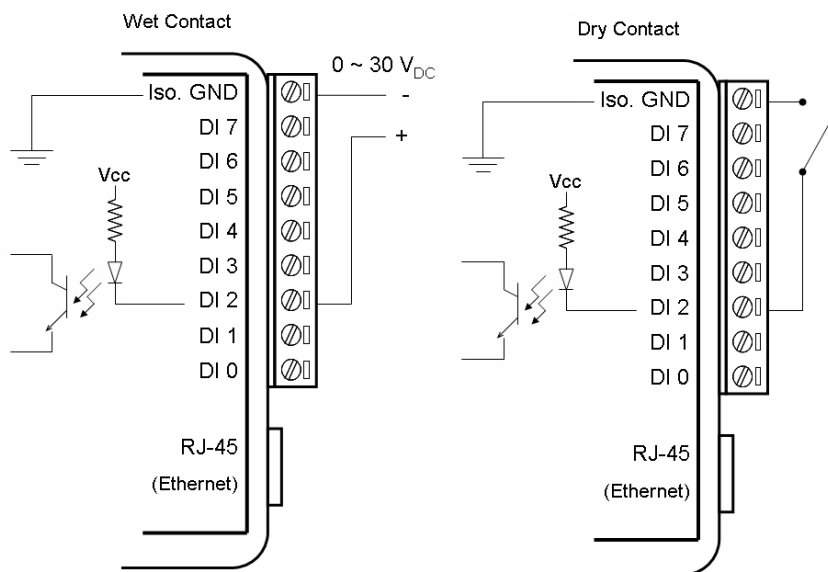 Wet Contact
0 ~ 30 VDC
Iso. GND
-
DI 7
+
DI 6
Vcc
DI 5
DI 4
DI 3
DI 2
DI 1
DI 0
RJ-45
(Ethernet)
Dry Contact
Iso. GND
DI 7
DI 6
Vcc
DI 5
DI 4
DI 3
DI 2
DI 1
DI 0
RJ-45
(Ethernet)